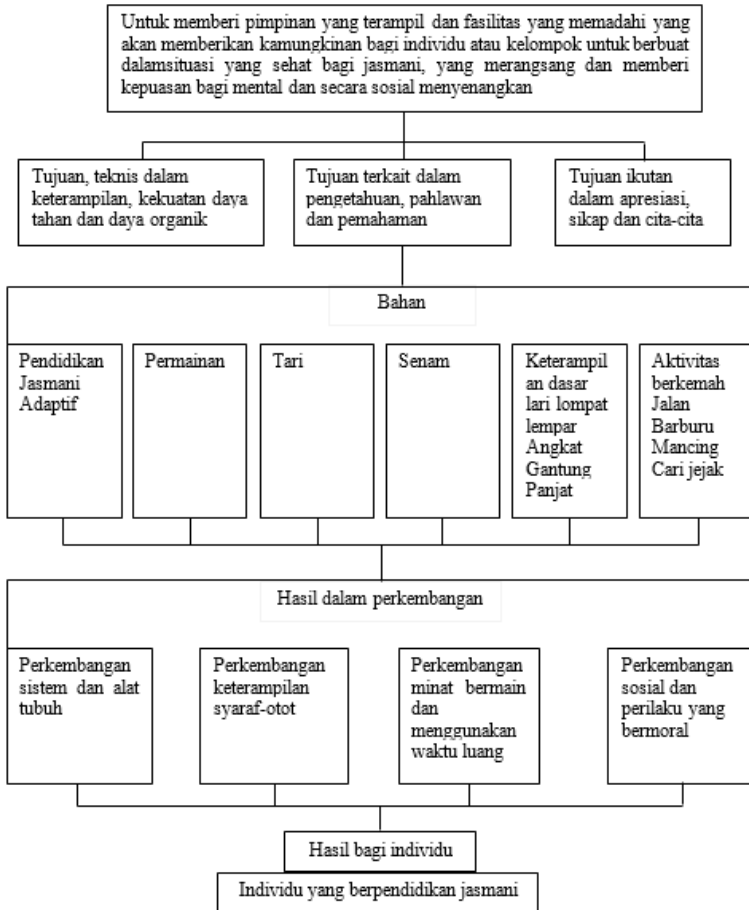 Untuk memberi pimpinan yang terampil dan fasilitas yang memadahi yang
akan memberikan kamungkinan bagi individu atau kelompok untuk berbuat
dalamsituasi yang sehat bagi jasmani, yang merangsang dan memberi
kepuasan bagi mental dan secara sosial menyenangkan
Tujuan, teknis dalam
keterampilan, kekuatan daya
tahan dan daya organik
Tujuan terkait dalam
pengetahuan, pahlawan
dan pemahaman
Tujuan ikutan
dalam apresiasi,
sikap dan cita-cita
Bahan
Pendidikan
Jasmani
Adaptif
Permainan
Tari
Senam
Keterampil
an dasar
lari lompat
lempar
Angkat
Gantung
Panjat
Aktivitas
berkemah
Jalan
Barburu
Mancing
Cari jejak
Hasil dalam perkembangan
Perkembangan
sistem dan alat
tubuh
Perkembangan
keterampilan
syaraf-otot
Perkembangan
minat bermain
dan
menggunakan
waktu luang
Perkembangan
sosial dan
perilaku yang
bermoral
Hasil bagi individu
Individu yang berpendidikan jasmani